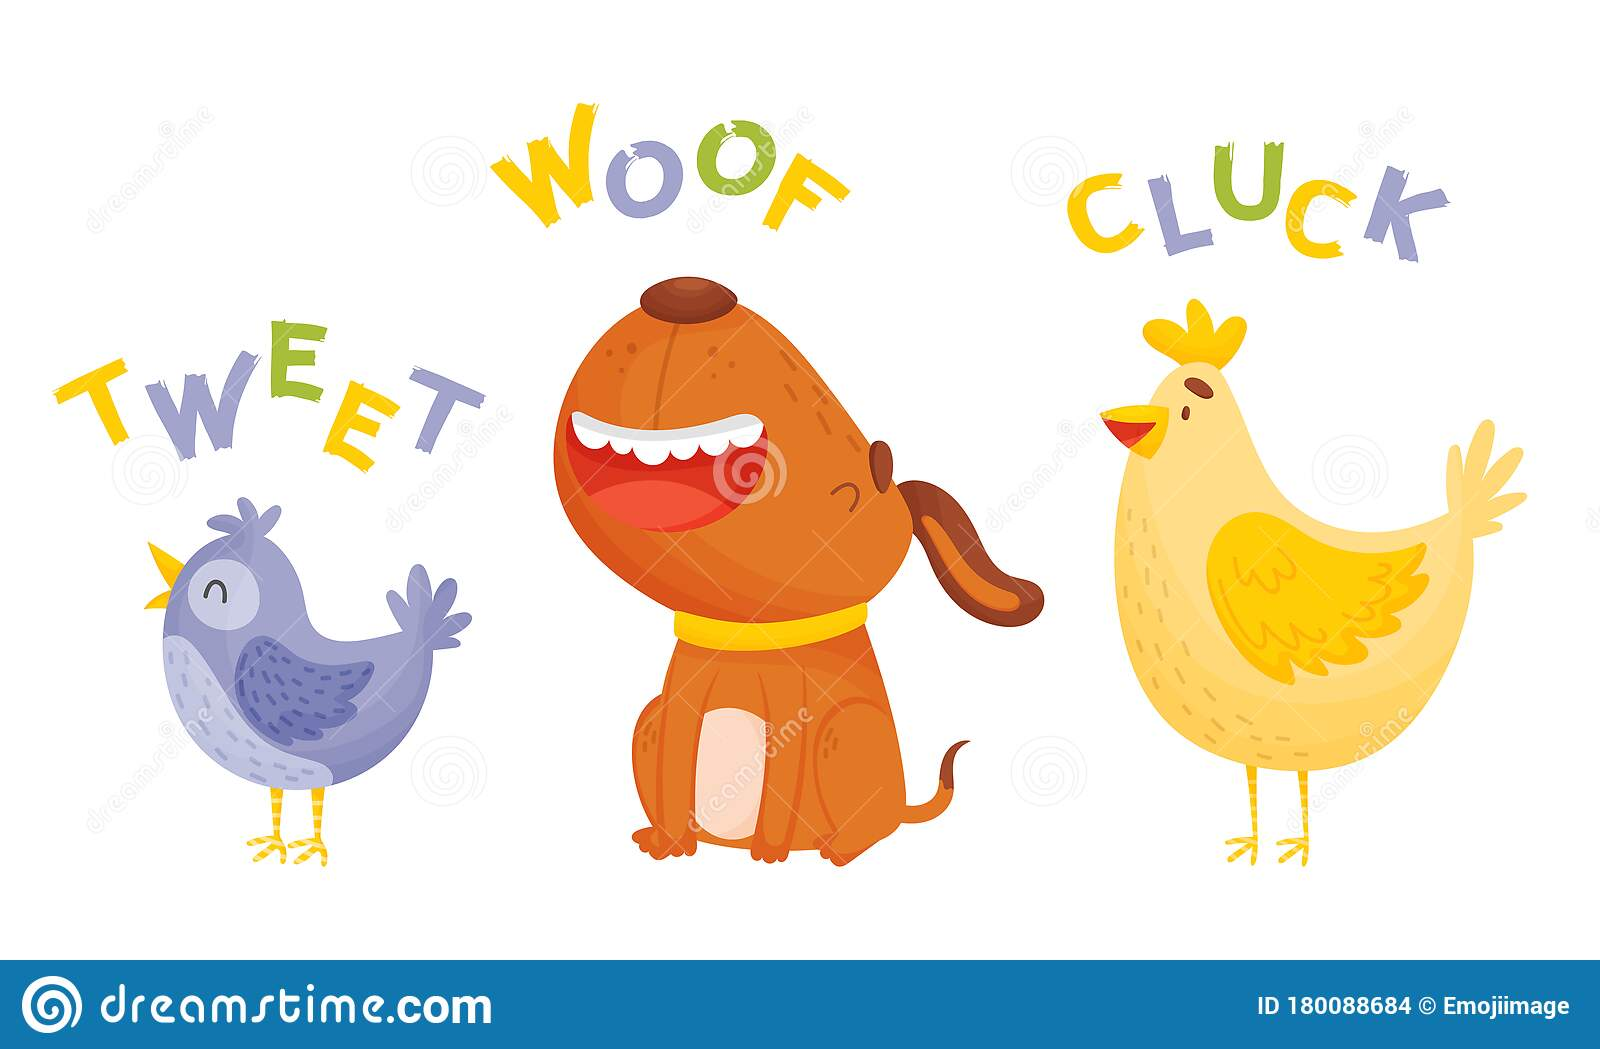 WOOF
CLUCK
TWEET
dreamstime.com
ID 180088684 © Emojiimage